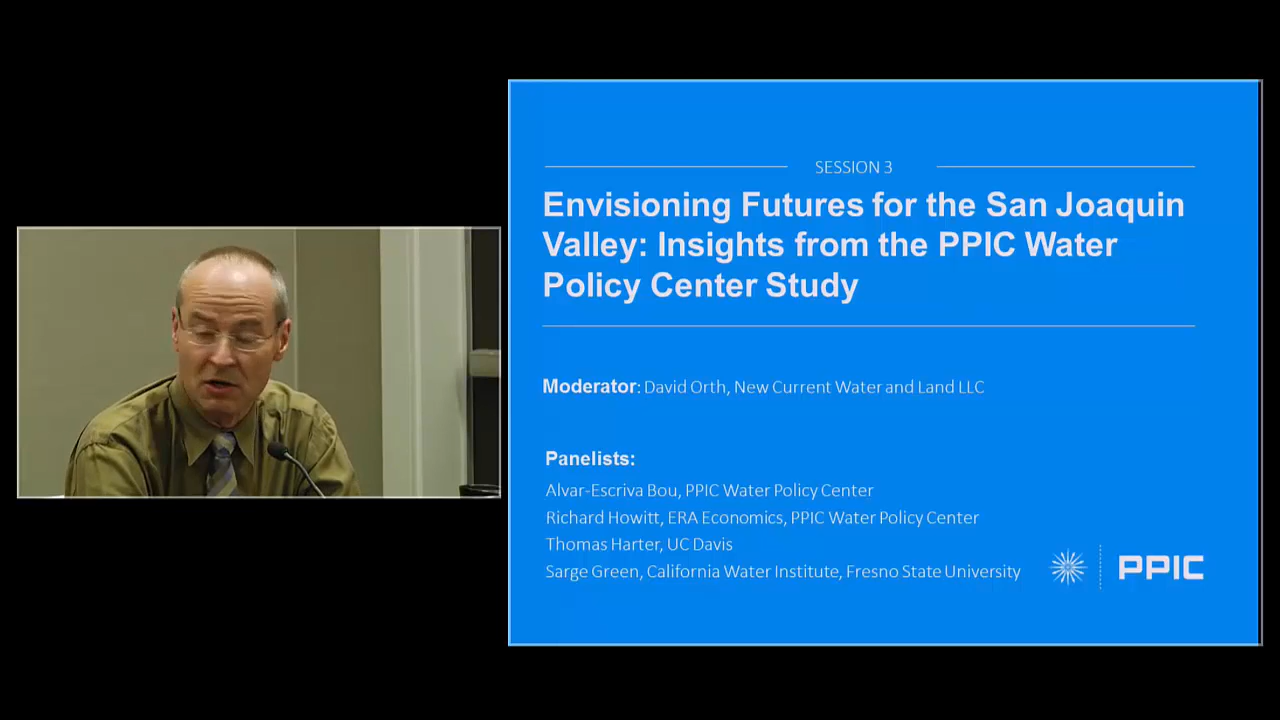 SESSION 3
Envisioning Futures for the San Joaquin
Valley: Insights from the PPIC Water
Policy Center Study
Moderator: David Orth, New Current Water and Land LLC
Panelists:
Alvar-Escriva Bou, PPIC Water Policy Center
Richard Howitt, ERA Economics, PPIC Water Policy Center
Thomas Harter, UC Davis
Sarge Green, California Water Institute, Fresno State University
PPIC